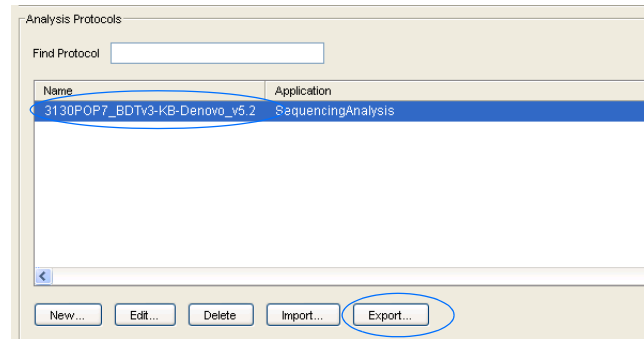 Analysis Protocols
Find Protocol
Name Application
3130POP7_BDTv3-KB-Denovo_v5.2 SequencingAnalysis
New... Edit... Delete Import... Export...